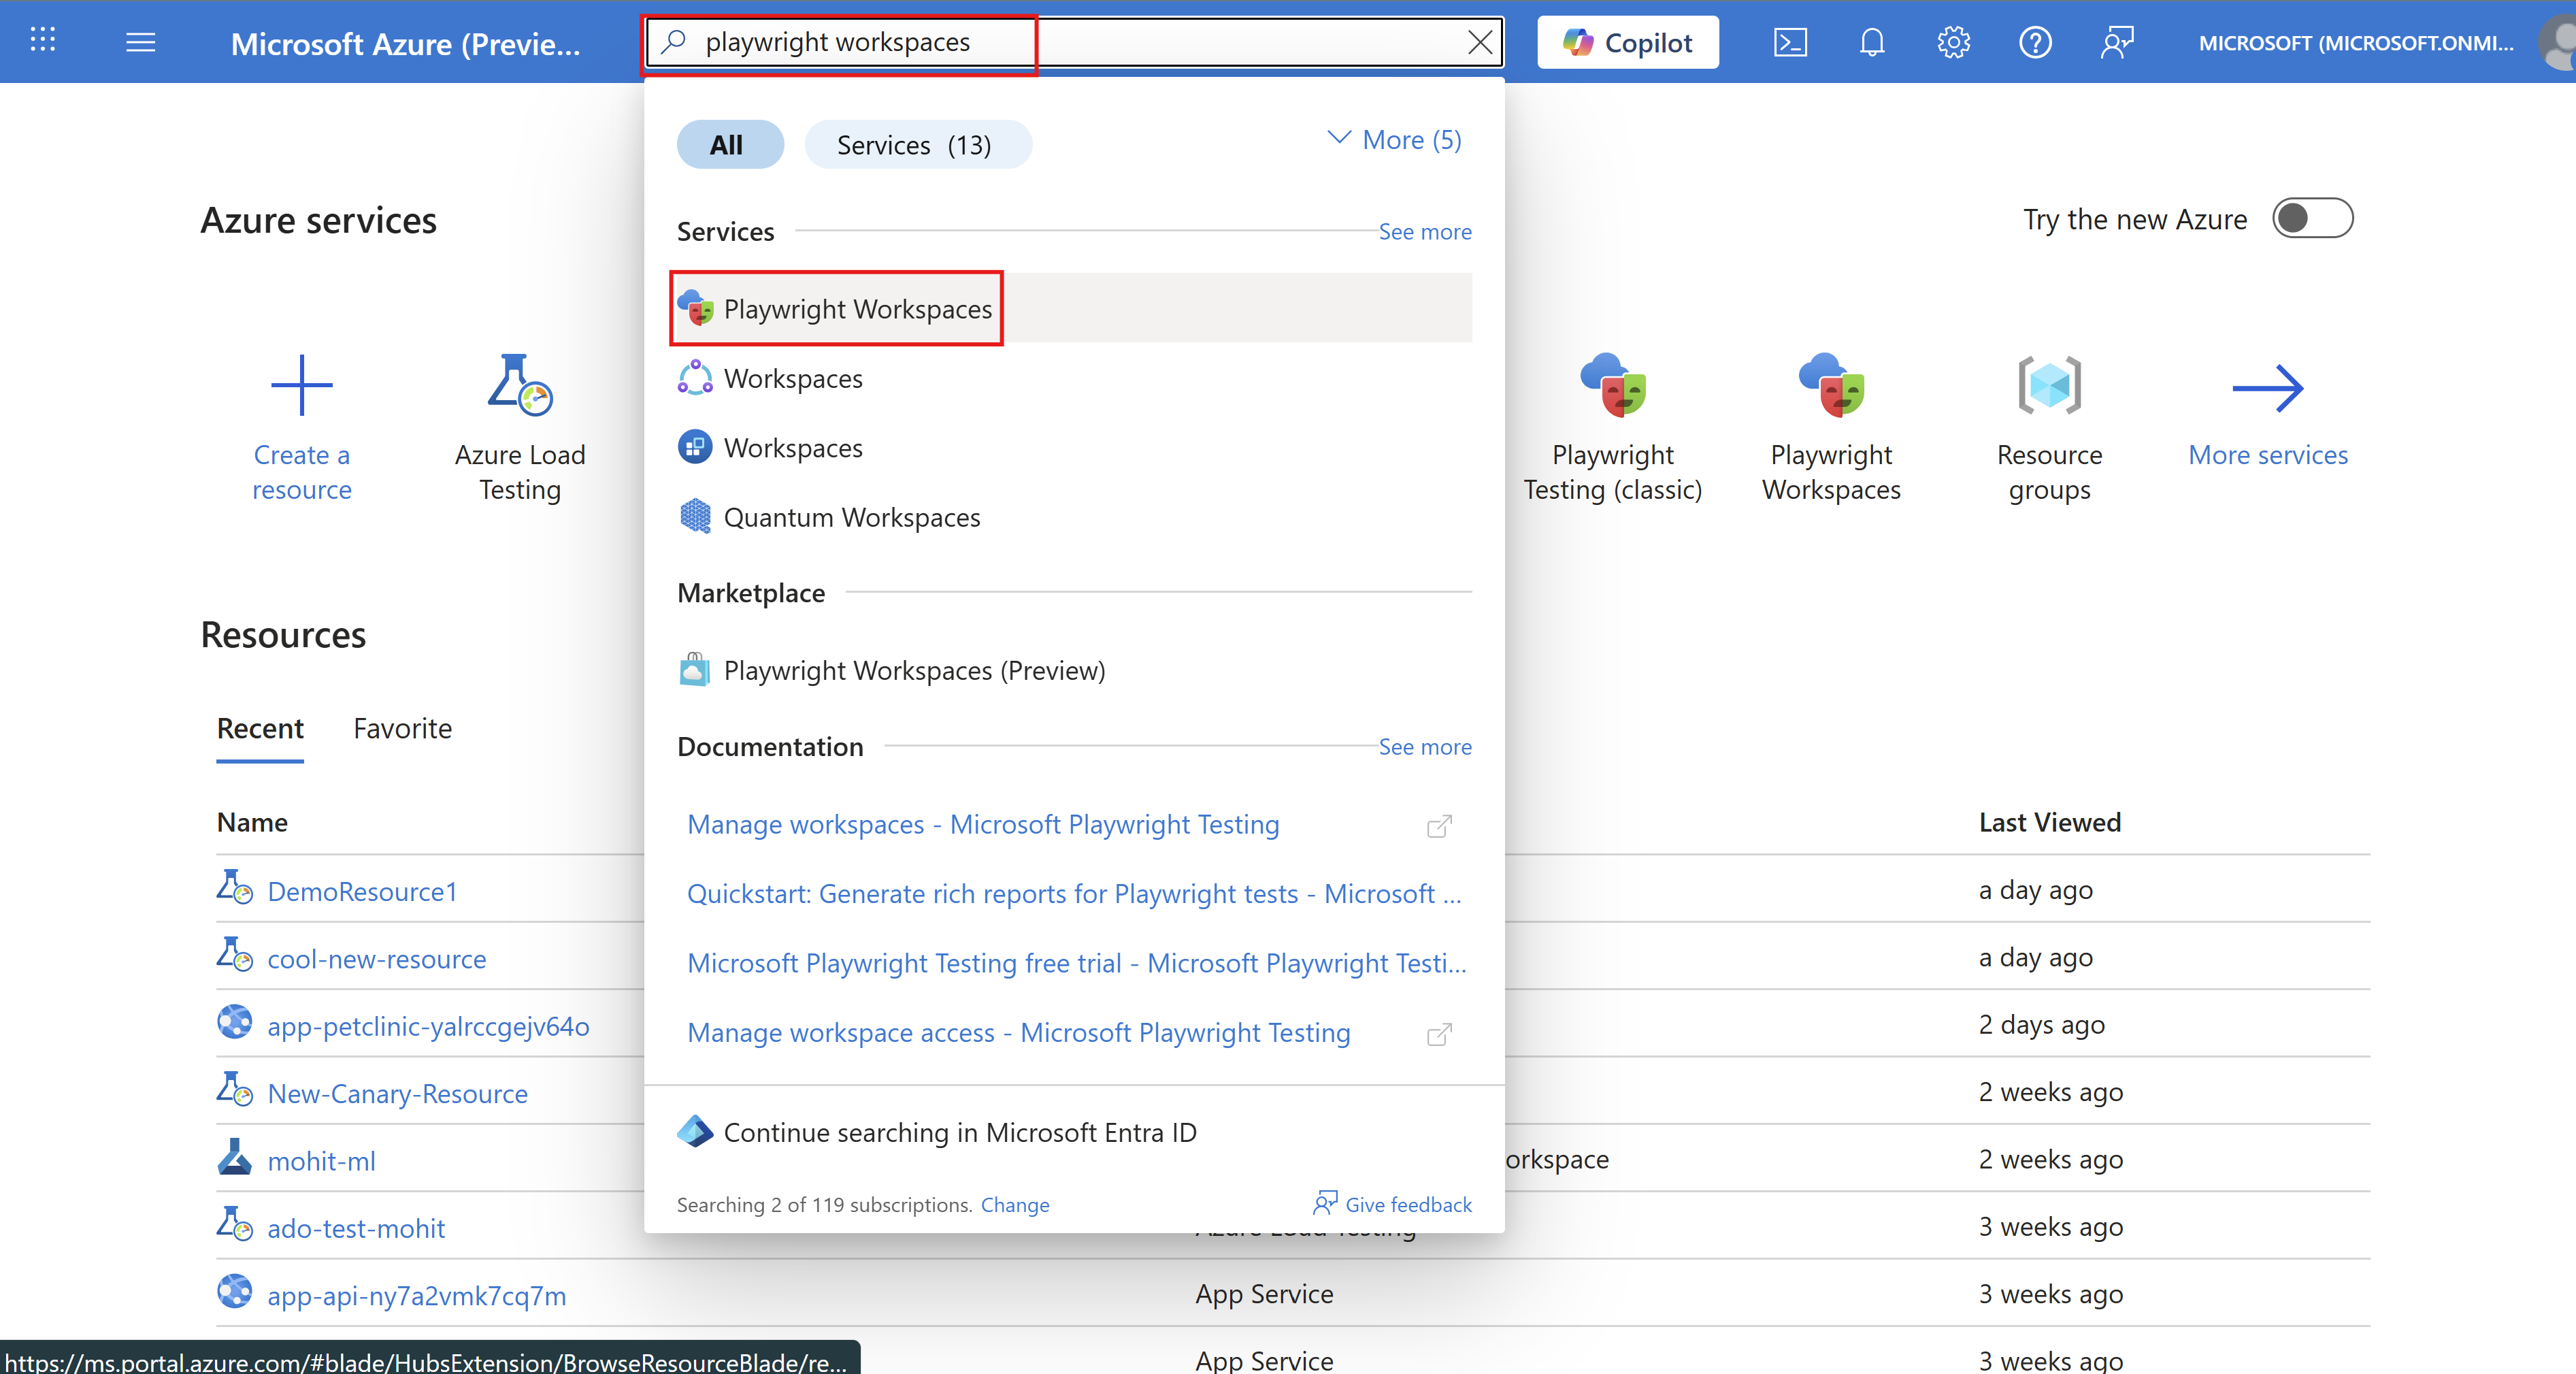 Microsoft Azure (Previe...
playwright workspaces
Copilot
MICROSOFT (MICROSOFT.ONMI...
All
Services (13)
More (5)
Azure services
Try the new Azure
Services
See more
Playwright Workspaces
Workspaces
Workspaces
Quantum Workspaces
Create a
resource
Azure Load
Testing
Playwright
Testing (classic)
Playwright
Workspaces
Resource
groups
More services
Marketplace
Playwright Workspaces (Preview)
Resources
Recent
Favorite
Documentation
See more
Manage workspaces - Microsoft Playwright Testing
Quickstart: Generate rich reports for Playwright tests - Microsoft ...
Microsoft Playwright Testing free trial - Microsoft Playwright Testi...
Manage workspace access - Microsoft Playwright Testing
Continue searching in Microsoft Entra ID
Searching 2 of 119 subscriptions. Change
Give feedback
Name
Last Viewed
DemoResource1
a day ago
cool-new-resource
a day ago
app-petclinic-yalrccgejv64o
2 days ago
New-Canary-Resource
2 weeks ago
mohit-ml
orkspace
2 weeks ago
ado-test-mohit
Azure Load Testing
3 weeks ago
app-api-ny7a2vmk7cq7m
App Service
3 weeks ago
App Service
3 weeks ago
https://ms.portal.azure.com/#blade/HubsExtension/BrowseResourceBlade/re...